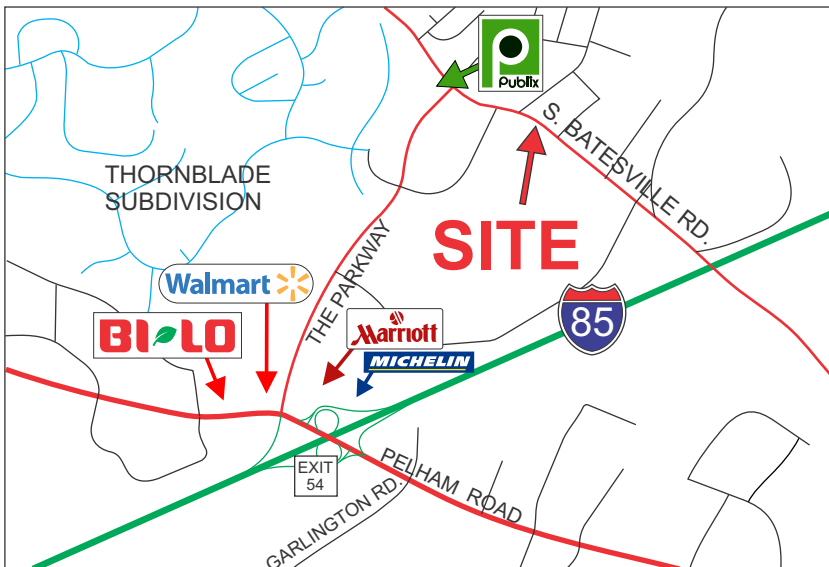 Publix
S. BATESVILLE RD.
THORNBLADE
SUBDIVISION
SITE
Walmart
THE PARKWAY
BI-LO
Marriott
MICHELIN
85
EXIT
54
PELHAM ROAD
GARLINGTON RD.